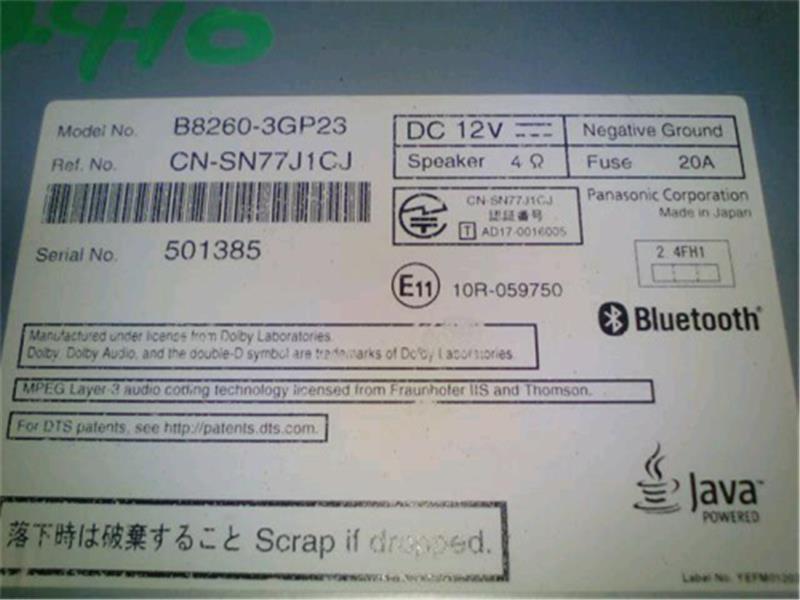 Model No. B8260-3GP23
Ref. No. CN-SN77J1CJ
Serial No. 501385
DC 12V
Negative Ground
Speaker 4 Ω
Fuse 20A
CN-SN77J1CJ
認証番号
T AD17-0016005
Panasonic Corporation
Made in Japan
2.4FH1
E11 10R-059750
Bluetooth
Manufactured under license from Dolby Laboratories.
Dolby, Dolby Audio, and the double-D symbol are trademarks of Dolby Laboratories.
MPEG Layer-3 audio coding technology licensed from Fraunhofer IIS and Thomson.
For DTS patents, see http://patents.dts.com.
Java™
POWERED
落下時は破棄すること Scrap if dropped.
Label No.